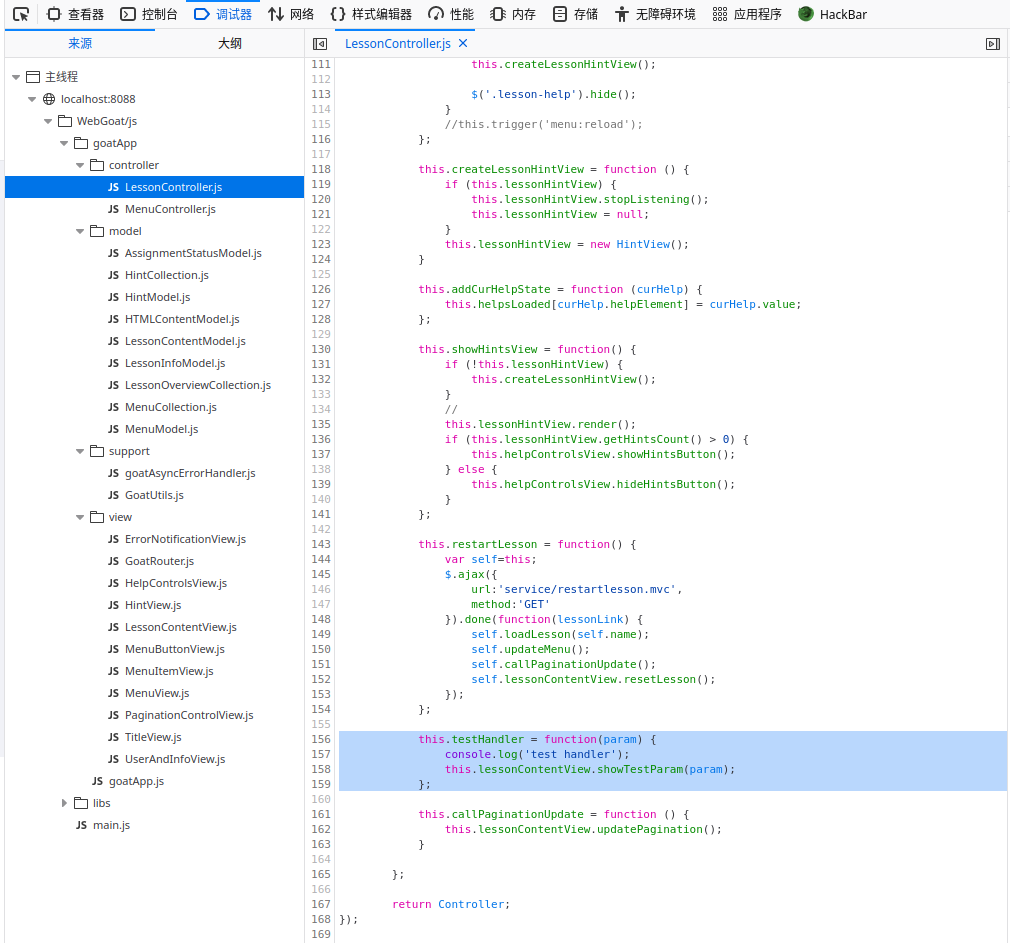 查看器 控制台 调试器 网络 样式编辑器 性能 内存 存储 无障碍环境 应用程序 HackBar
来源 大纲
LessonController.js
主线程
localhost:8088
WebGoat/js
goatApp
controller
JS LessonController.js
JS MenuController.js
model
JS AssignmentStatusModel.js
JS HintCollection.js
JS HintModel.js
JS HTMLContentModel.js
JS LessonContentModel.js
JS LessonInfoModel.js
JS LessonOverviewCollection.js
JS MenuCollection.js
JS MenuModel.js
support
JS goatAsyncErrorHandler.js
JS GoatUtils.js
view
JS ErrorNotificationView.js
JS GoatRouter.js
JS HelpControlsView.js
JS HintView.js
JS LessonContentView.js
JS MenuButtonView.js
JS MenuItemView.js
JS MenuView.js
JS PaginationControlView.js
JS TitleView.js
JS UserAndInfoView.js
JS goatApp.js
libs
JS main.js
111 this.createLessonHintView();
112
113 $('.lesson-help').hide();
114 }
115 //this.trigger('menu:reload');
116 };
117
118 this.createLessonHintView = function () {
119 if (this.lessonHintView) {
120 this.lessonHintView.stopListening();
121 this.lessonHintView = null;
122 }
123 this.lessonHintView = new HintView();
124 }
125
126 this.addCurHelpState = function (curHelp) {
127 this.helpsLoaded[curHelp.helpElement] = curHelp.value;
128 };
129
130 this.showHintsView = function() {
131 if (!this.lessonHintView) {
132 this.createLessonHintView();
133 }
134 //
135 this.lessonHintView.render();
136 if (this.lessonHintView.getHintsCount() > 0) {
137 this.helpControlsView.showHintsButton();
138 } else {
139 this.helpControlsView.hideHintsButton();
140 }
141 };
142
143 this.restartLesson = function() {
144 var self=this;
145 $.ajax({
146 url:'service/restartlesson.mvc',
147 method:'GET'
148 }).done(function(lessonLink) {
149 self.loadLesson(self.name);
150 self.updateMenu();
151 self.callPaginationUpdate();
152 self.lessonContentView.resetLesson();
153 });
154 };
155
156 this.testHandler = function(param) {
157 console.log('test handler');
158 this.lessonContentView.showTestParam(param);
159 };
160
161 this.callPaginationUpdate = function () {
162 this.lessonContentView.updatePagination();
163 }
164
165 };
166
167 return Controller;
168 });
169